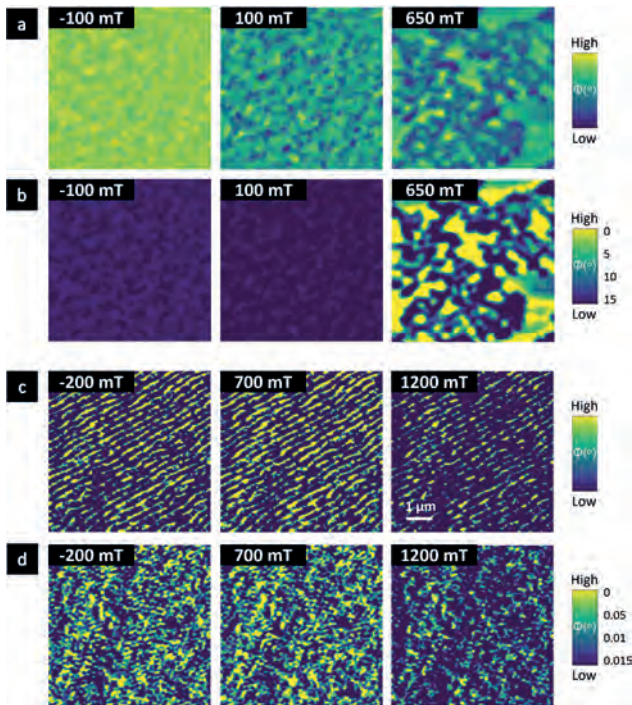 a
-100 mT
100 mT
650 mT
High
Φ(°)
Low
b
-100 mT
100 mT
650 mT
High
0
5
Φ(°)
10
15
Low
c
-200 mT
700 mT
1200 mT
1 µm
High
Φ(°)
Low
d
-200 mT
700 mT
1200 mT
High
0
0.05
Φ(°)
0.01
0.015
Low